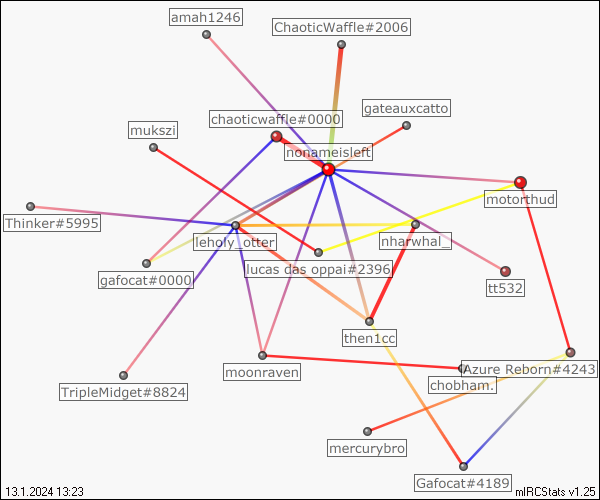 amah1246
ChaoticWaffle#2006
gateauxcatto
chaoticwaffle#0000
mukszi
nonameisleft
motorthud
Thinker#5995
leholy_otter
nharwhal_
lucas das oppai#2396
gafocat#0000
tt532
then1cc
moonraven
Azure Reborn#4243
chobham.
TripleMidget#8824
mercurybro
Gafocat#4189
13.1.2024 13:23
mIRCStats v1.25